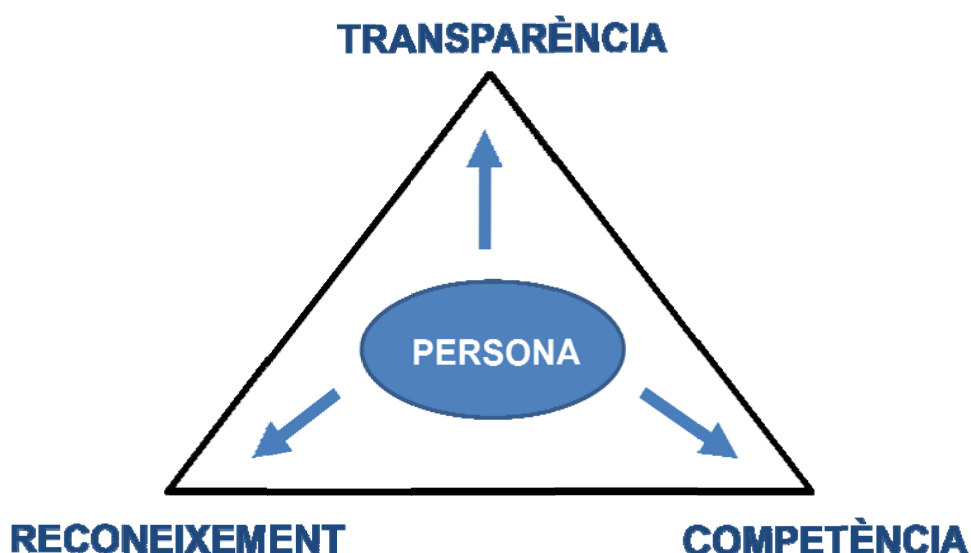 TRANSPARÈNCIA
PERSONA
RECONEIXEMENT
COMPETÈNCIA